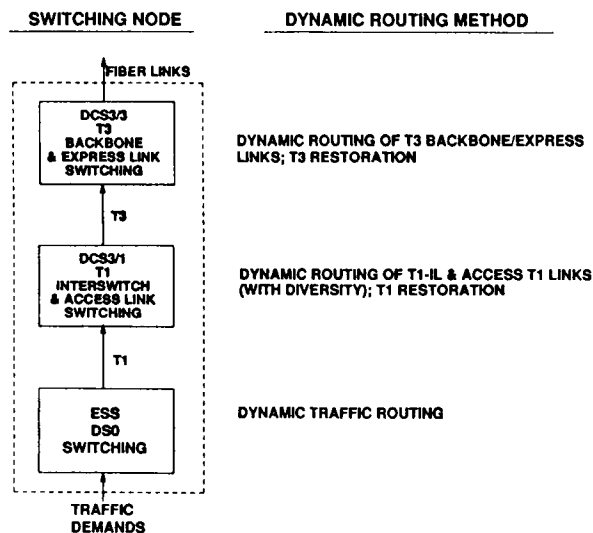 SWITCHING NODE
DYNAMIC ROUTING METHOD
FIBER LINKS
DCS3/3
T3
BACKBONE
& EXPRESS LINK
SWITCHING
DYNAMIC ROUTING OF T3 BACKBONE/EXPRESS
LINKS; T3 RESTORATION
T3
DCS3/1
T1
INTERSWITCH
& ACCESS LINK
SWITCHING
DYNAMIC ROUTING OF T1-IL & ACCESS T1 LINKS
(WITH DIVERSITY); T1 RESTORATION
T1
ESS
DS0
SWITCHING
DYNAMIC TRAFFIC ROUTING
TRAFFIC
DEMANDS